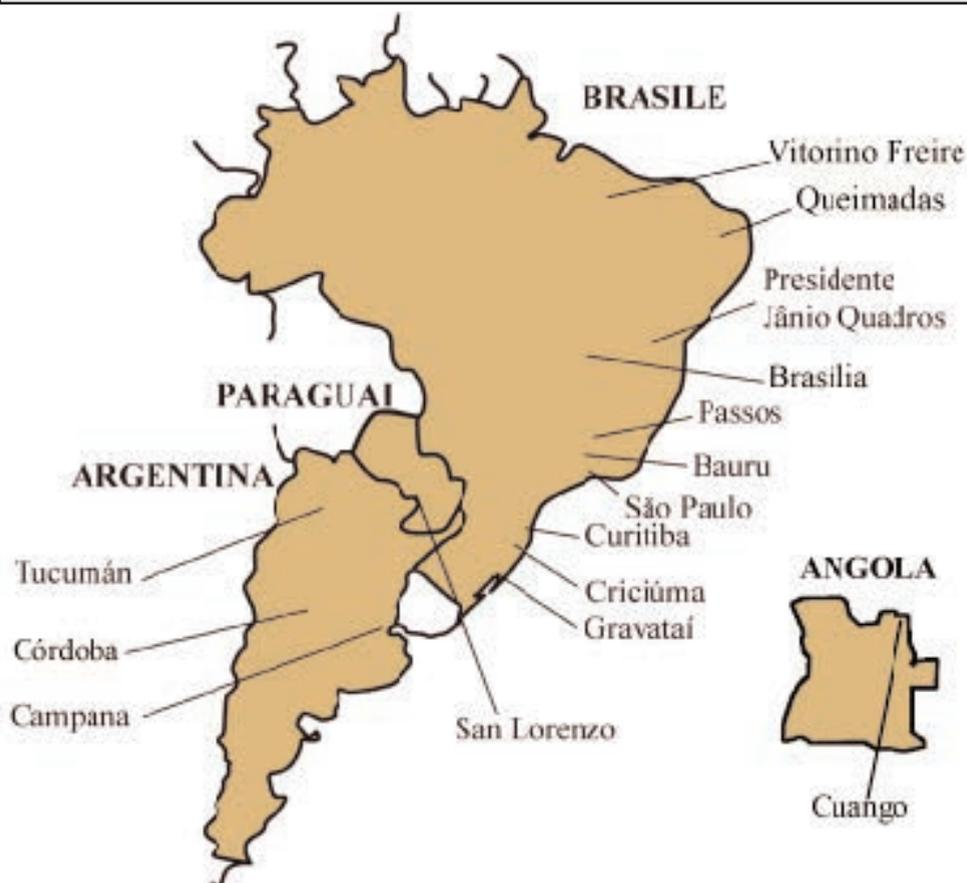 BRASILE
Vitorino Freire
Queimadas
Presidente
Jânio Quadros
Brasilia
PARAGUAI
Passos
ARGENTINA
Bauru
São Paulo
Curitiba
Tucumán
ANGOLA
Criciúma
Gravataí
Córdoba
Campana
San Lorenzo
Cuango